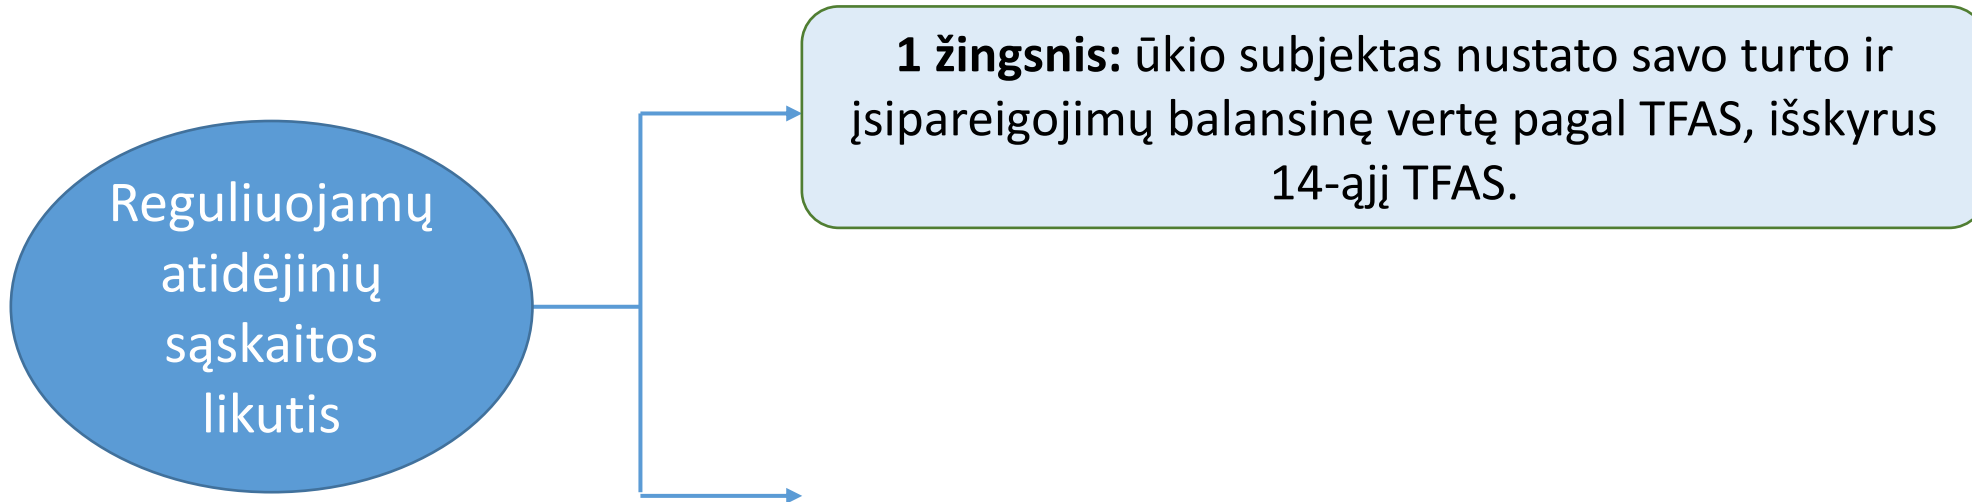 Reguliuojamų
atidėjinių
sąskaitos
likutis
1 žingsnis: ūkio subjektas nustato savo turto ir
įsipareigojimų balansinę vertę pagal TFAS, išskyrus
14-ąjį TFAS.